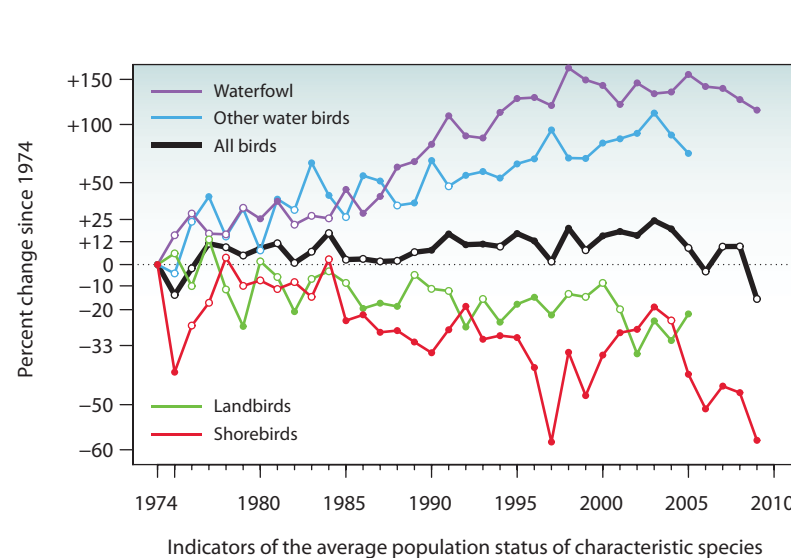 Percent change since 1974
+150
+100
+50
+25
+12
0
−10
−20
−33
−50
−60
Waterfowl
Other water birds
All birds
Landbirds
Shorebirds
1974
1980
1985
1990
1995
2000
2005
2010
Indicators of the average population status of characteristic species